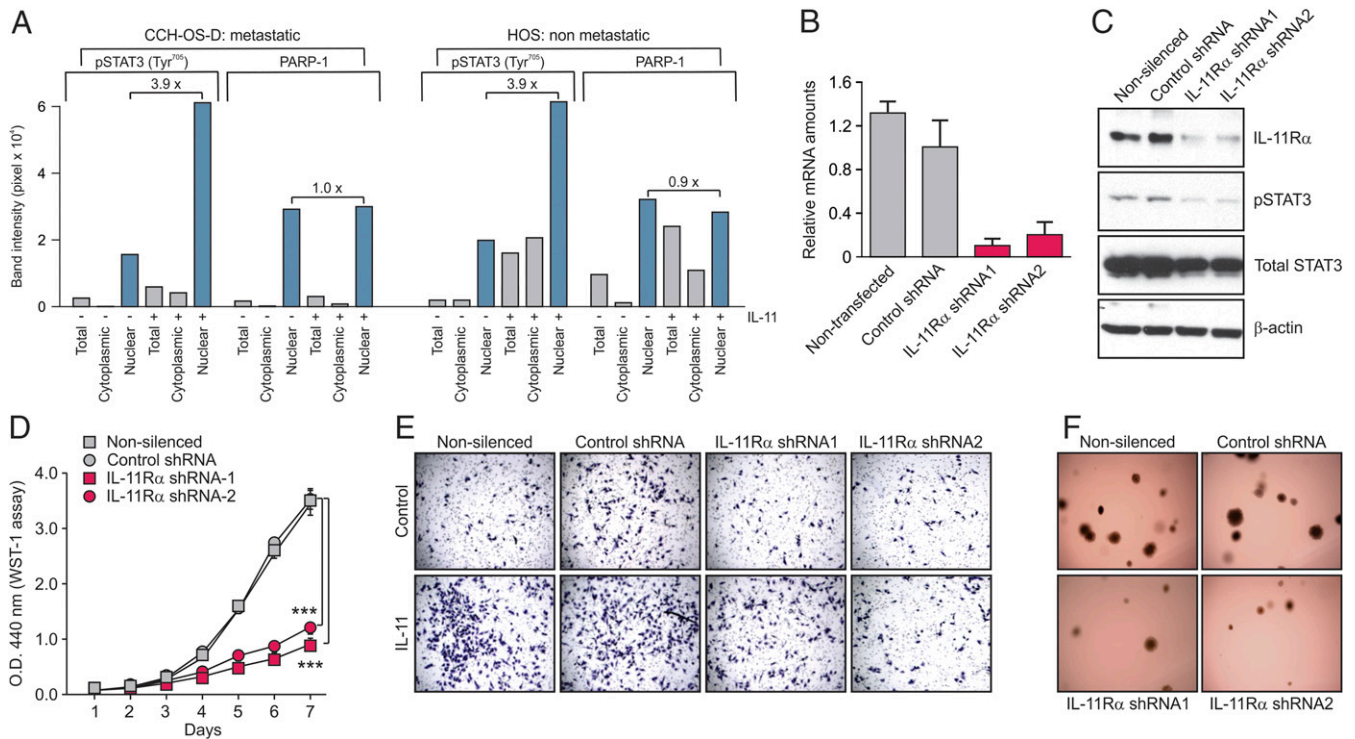 A
CCH-OS-D: metastatic
HOS: non metastatic
pSTAT3 (Tyr⁷⁰⁵)
PARP-1
pSTAT3 (Tyr⁷⁰⁵)
PARP-1
3.9 x
1.0 x
3.9 x
0.9 x
Band intensity (pixel x 10⁴)
6
4
2
0
- - - + + + - - - + + + - - - + + + - - - + + + IL-11
Total Cytoplasmic Nuclear Total Cytoplasmic Nuclear Total Cytoplasmic Nuclear Total Cytoplasmic Nuclear Total Cytoplasmic Nuclear Total Cytoplasmic Nuclear Total Cytoplasmic Nuclear Total Cytoplasmic Nuclear
B
Relative mRNA amounts
1.6
1.2
0.8
0.4
0
Non-transfected
Control shRNA
IL-11Rα shRNA1
IL-11Rα shRNA2
C
Non-silenced
Control shRNA
IL-11Rα shRNA1
IL-11Rα shRNA2
IL-11Rα
pSTAT3
Total STAT3
β-actin
D
Non-silenced
Control shRNA
IL-11Rα shRNA-1
IL-11Rα shRNA-2
O.D. 440 nm (WST-1 assay)
4.0
3.0
2.0
1.0
0.0
***
***
1 2 3 4 5 6 7
Days
E
Non-silenced Control shRNA IL-11Rα shRNA1 IL-11Rα shRNA2
Control
IL-11
F
Non-silenced Control shRNA
IL-11Rα shRNA1 IL-11Rα shRNA2